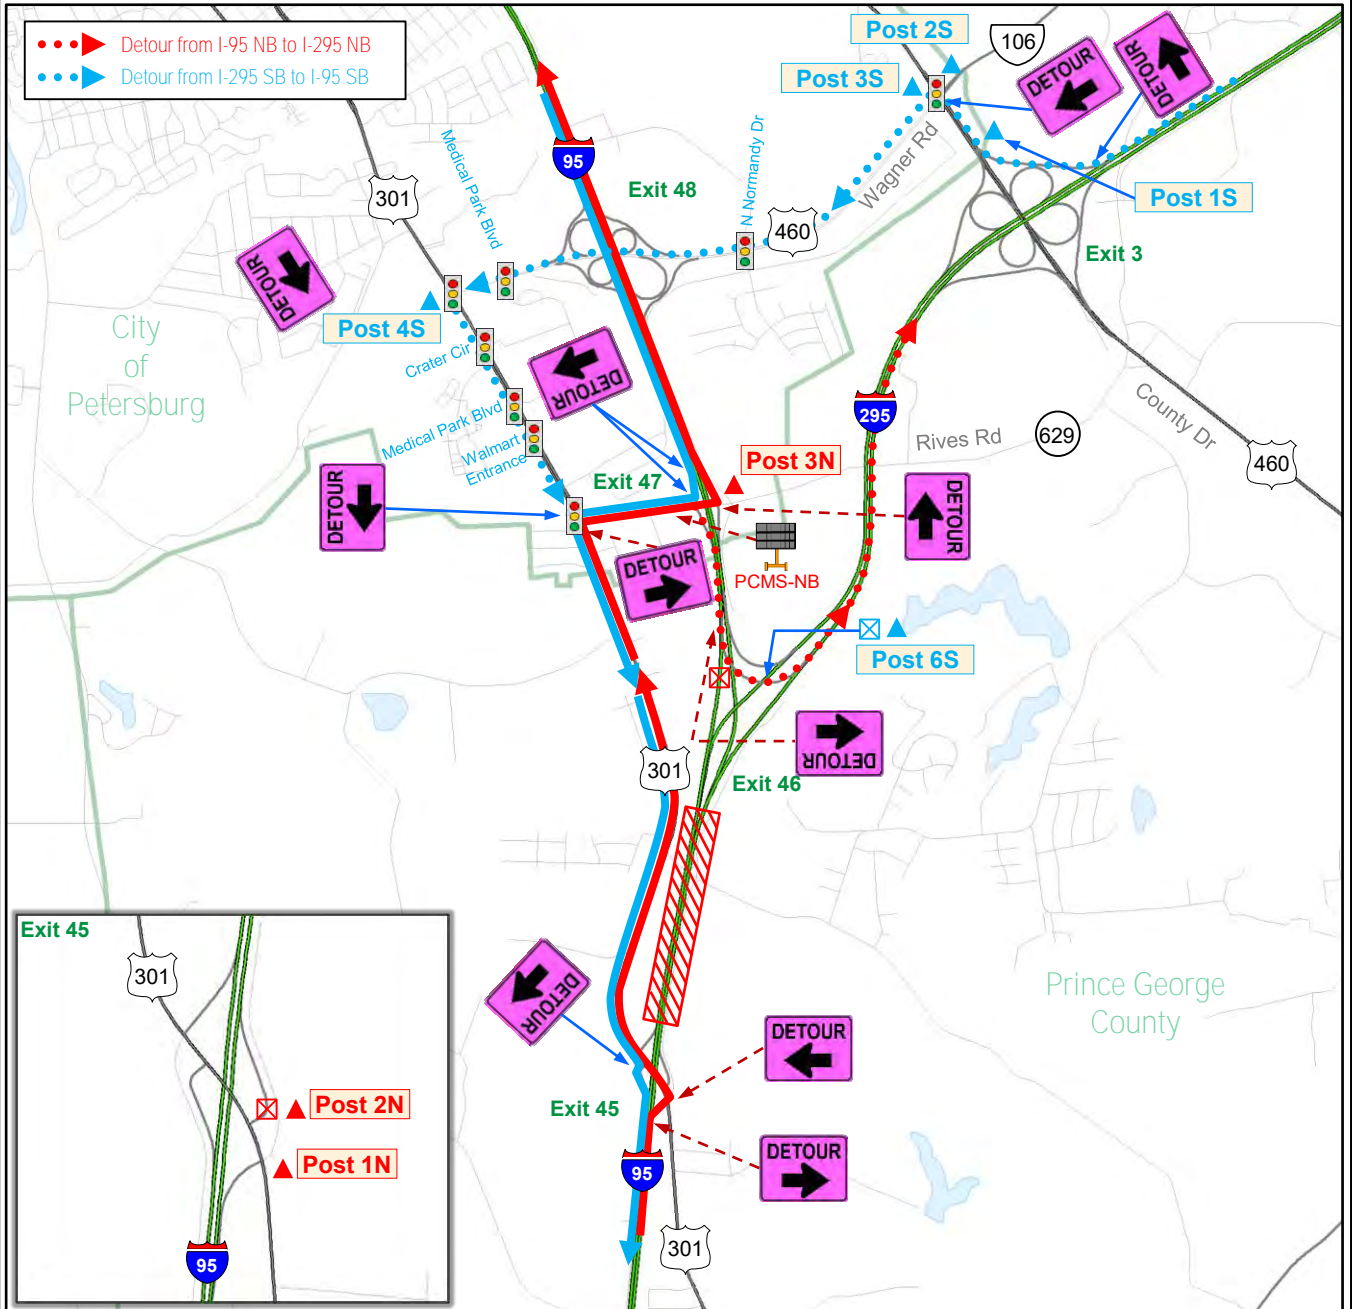 Detour from I-95 NB to I-295 NB
Detour from I-295 SB to I-95 SB
Post 2S
106
DETOUR
DETOUR
Post 3S
Wagner Rd
95
Medical Park Blvd
N Normandy Dr
301
Exit 48
460
Post 1S
Exit 3
DETOUR
City
of
Petersburg
Post 4S
Crater Cir
DETOUR
295
County Dr
Medical Park Blvd
Walmart
Entrance
Rives Rd
629
460
Post 3N
Exit 47
DETOUR
DETOUR
PCMS-NB
DETOUR
Post 6S
DETOUR
301
Exit 46
Exit 45
301
DETOUR
Prince George
County
DETOUR
Post 2N
Exit 45
Post 1N
DETOUR
95
301
95